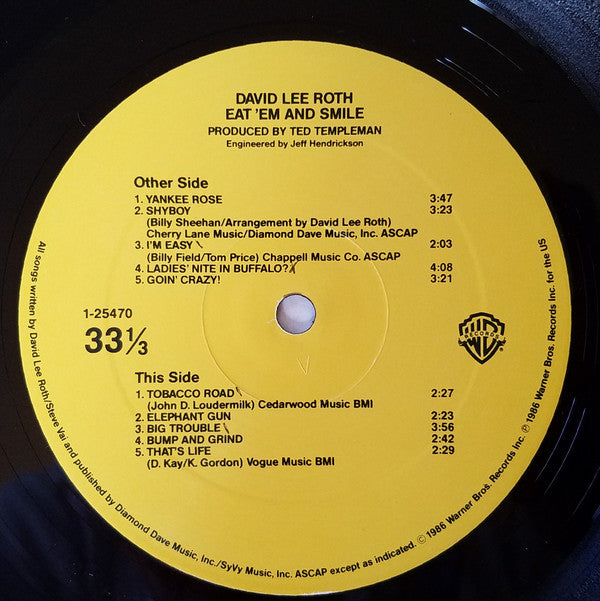 DAVID LEE ROTH
EAT 'EM AND SMILE
PRODUCED BY TED TEMPLEMAN
Engineered by Jeff Hendrickson
Other Side
1. YANKEE ROSE 3:47
2. SHYBOY 3:23
(Billy Sheehan/Arrangement by David Lee Roth)
Cherry Lane Music/Diamond Dave Music, Inc. ASCAP
3. I'M EASY 2:03
(Billy Field/Tom Price) Chappell Music Co. ASCAP
4. LADIES' NITE IN BUFFALO? 4:08
5. GOIN' CRAZY! 3:21
1-25470
33⅓
WB
RECORDS
This Side
1. TOBACCO ROAD 2:27
(John D. Loudermilk) Cedarwood Music BMI
2. ELEPHANT GUN 2:23
3. BIG TROUBLE 3:56
4. BUMP AND GRIND 2:42
5. THAT'S LIFE 2:29
(D. Kay/K. Gordon) Vogue Music BMI
All songs written by David Lee Roth/Steve Vai and published by Diamond Dave Music, Inc./SyVy Music, Inc. ASCAP except as indicated. © 1986 Warner Bros. Records Inc. ℗ 1986 Warner Bros. Records Inc. for the US